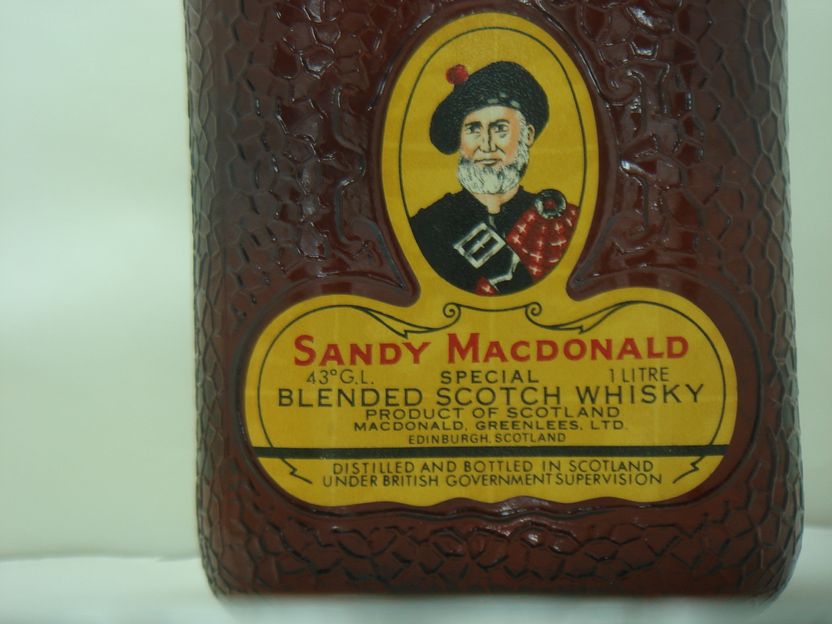 SANDY MACDONALD
43° G.L. SPECIAL 1 LITRE
BLENDED SCOTCH WHISKY
PRODUCT OF SCOTLAND
MACDONALD, GREENLEES, LTD.
EDINBURGH, SCOTLAND
DISTILLED AND BOTTLED IN SCOTLAND
UNDER BRITISH GOVERNMENT SUPERVISION